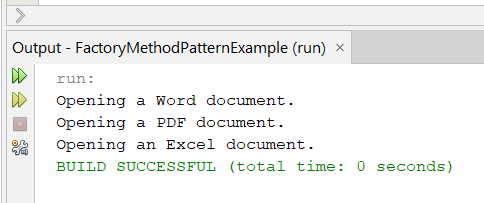 Output - FactoryMethodPatternExample (run) ×
run:
Opening a Word document.
Opening a PDF document.
Opening an Excel document.
BUILD SUCCESSFUL (total time: 0 seconds)